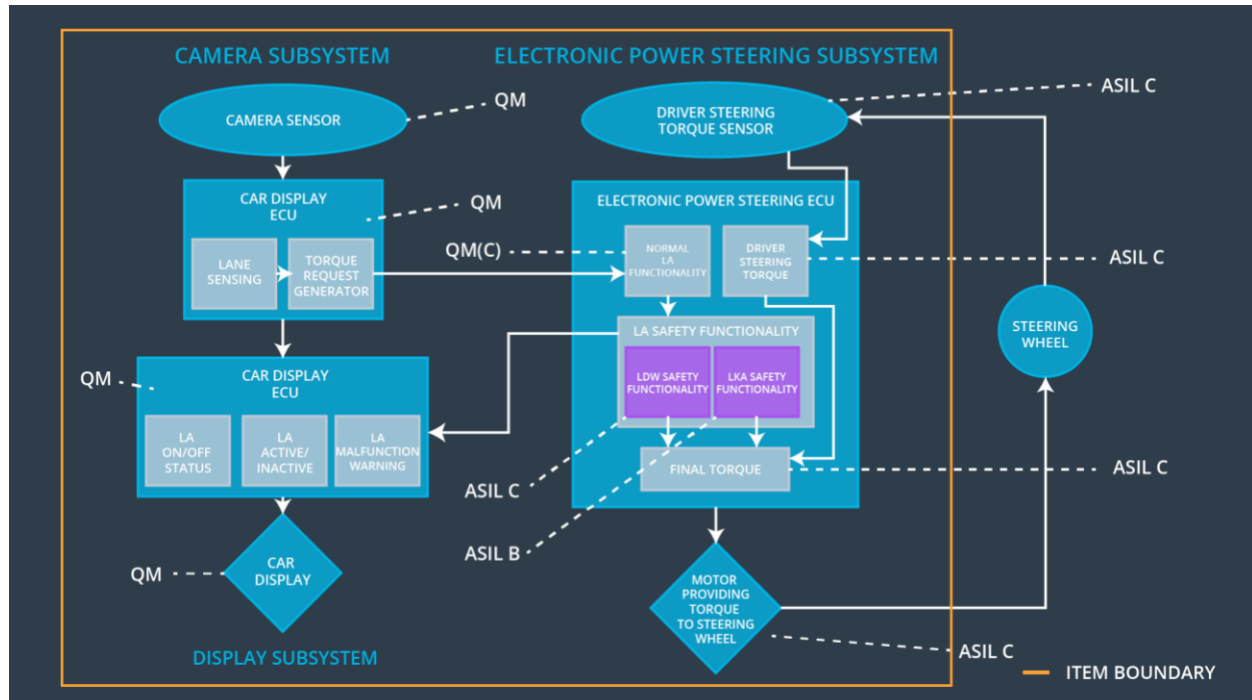 CAMERA SUBSYSTEM
ELECTRONIC POWER STEERING SUBSYSTEM
CAMERA SENSOR
QM
DRIVER STEERING
TORQUE SENSOR
ASIL C
CAR DISPLAY
ECU
QM
LANE
SENSING
TORQUE
REQUEST
GENERATOR
ELECTRONIC POWER STEERING ECU
QM(C)
NORMAL
LA
FUNCTIONALITY
DRIVER
STEERING
TORQUE
ASIL C
STEERING
WHEEL
LA SAFETY FUNCTIONALITY
LDW SAFETY
FUNCTIONALITY
LKA SAFETY
FUNCTIONALITY
QM
CAR DISPLAY
ECU
LA
ON/OFF
STATUS
LA
ACTIVE/
INACTIVE
LA
MALFUNCTION
WARNING
FINAL TORQUE
ASIL C
ASIL C
ASIL B
QM
CAR
DISPLAY
MOTOR
PROVIDING
TORQUE
TO STEERING
WHEEL
ASIL C
DISPLAY SUBSYSTEM
ITEM BOUNDARY